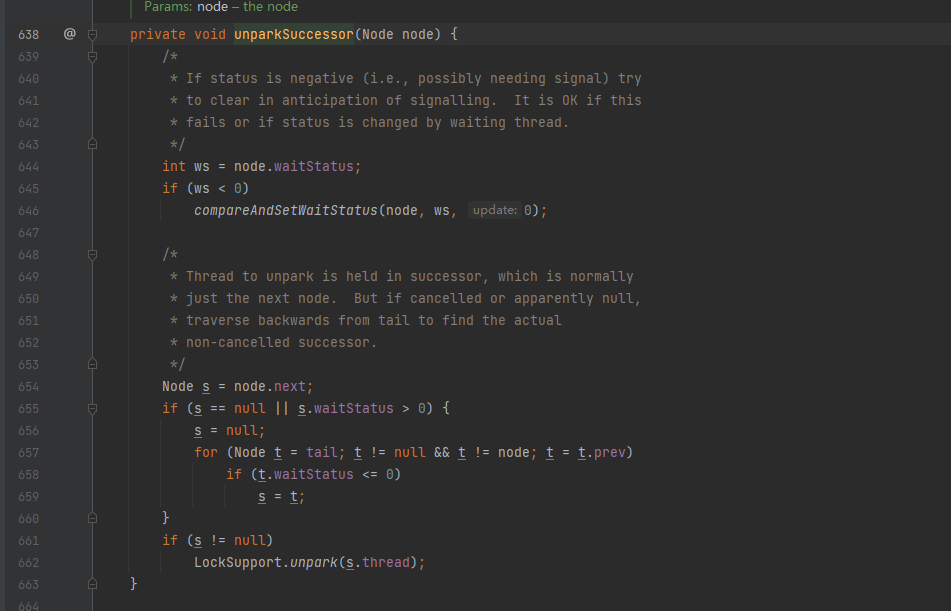 Params: node – the node
638 @ private void unparkSuccessor(Node node) {
639 /*
640 * If status is negative (i.e., possibly needing signal) try
641 * to clear in anticipation of signalling.  It is OK if this
642 * fails or if status is changed by waiting thread.
643 */
644 int ws = node.waitStatus;
645 if (ws < 0)
646 compareAndSetWaitStatus(node, ws, update: 0);
647
648 /*
649 * Thread to unpark is held in successor, which is normally
650 * just the next node.  But if cancelled or apparently null,
651 * traverse backwards from tail to find the actual
652 * non-cancelled successor.
653 */
654 Node s = node.next;
655 if (s == null || s.waitStatus > 0) {
656 s = null;
657 for (Node t = tail; t != null && t != node; t = t.prev)
658 if (t.waitStatus <= 0)
659 s = t;
660 }
661 if (s != null)
662 LockSupport.unpark(s.thread);
663 }
664